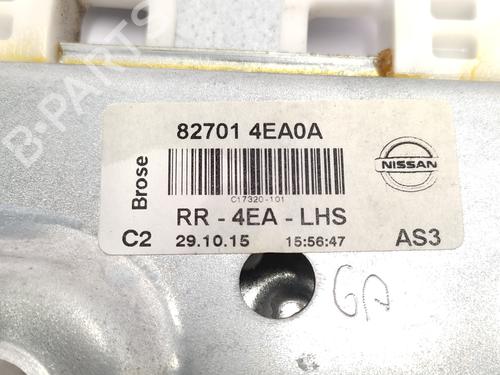 82701 4EA0A
Brose
C17320-101
NISSAN
RR - 4EA - LHS
C2 29.10.15 15:56:47 AS3
GA
B-PARTS